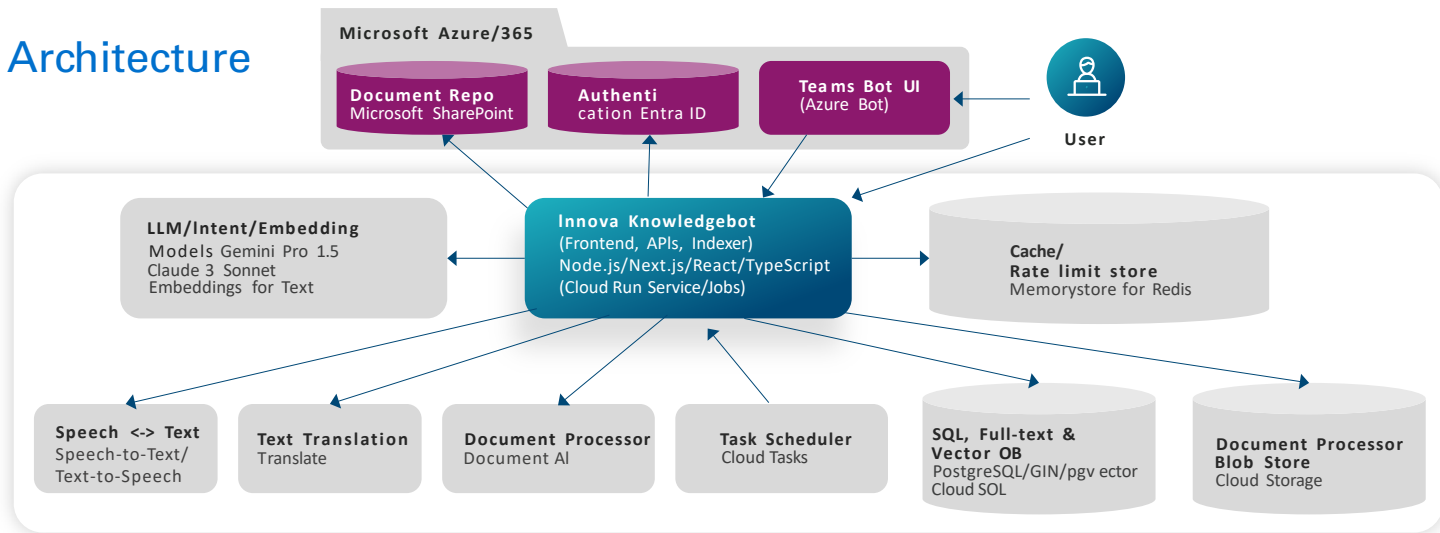 Architecture
Microsoft Azure/365
Document Repo
Microsoft SharePoint
Authenti
cation Entra ID
Teams Bot UI
(Azure Bot)
User
LLM/Intent/Embedding
Models Gemini Pro 1.5
Claude 3 Sonnet
Embeddings for Text
Innova Knowledgebot
(Frontend, APIs, Indexer)
Node.js/Next.js/React/TypeScript
(Cloud Run Service/Jobs)
Cache/
Rate limit store
Memorystore for Redis
Speech <-> Text
Speech-to-Text/
Text-to-Speech
Text Translation
Translate
Document Processor
Document AI
Task Scheduler
Cloud Tasks
SQL, Full-text &
Vector OB
PostgreSQL/GIN/pgv ector
Cloud SOL
Document Processor
Blob Store
Cloud Storage